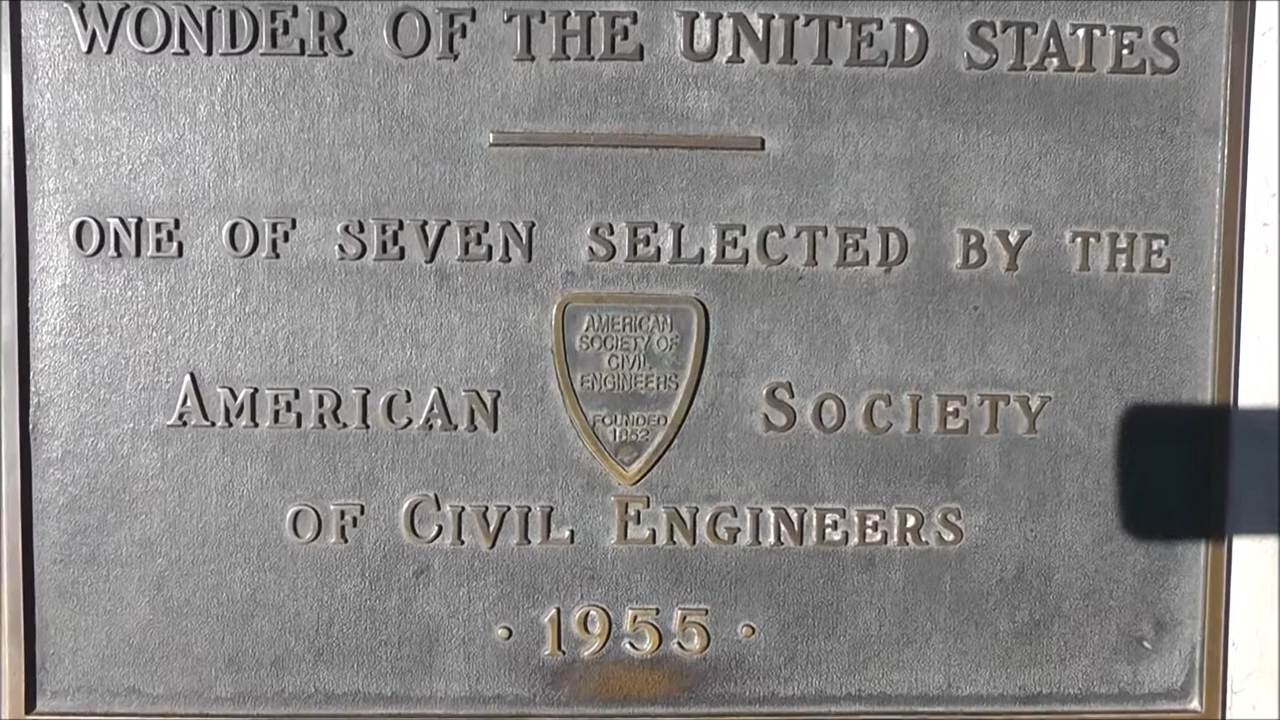 WONDER OF THE UNITED STATES
ONE OF SEVEN SELECTED BY THE
AMERICAN
SOCIETY OF
CIVIL
ENGINEERS
FOUNDED
1852
AMERICAN SOCIETY
OF CIVIL ENGINEERS
· 1955 ·